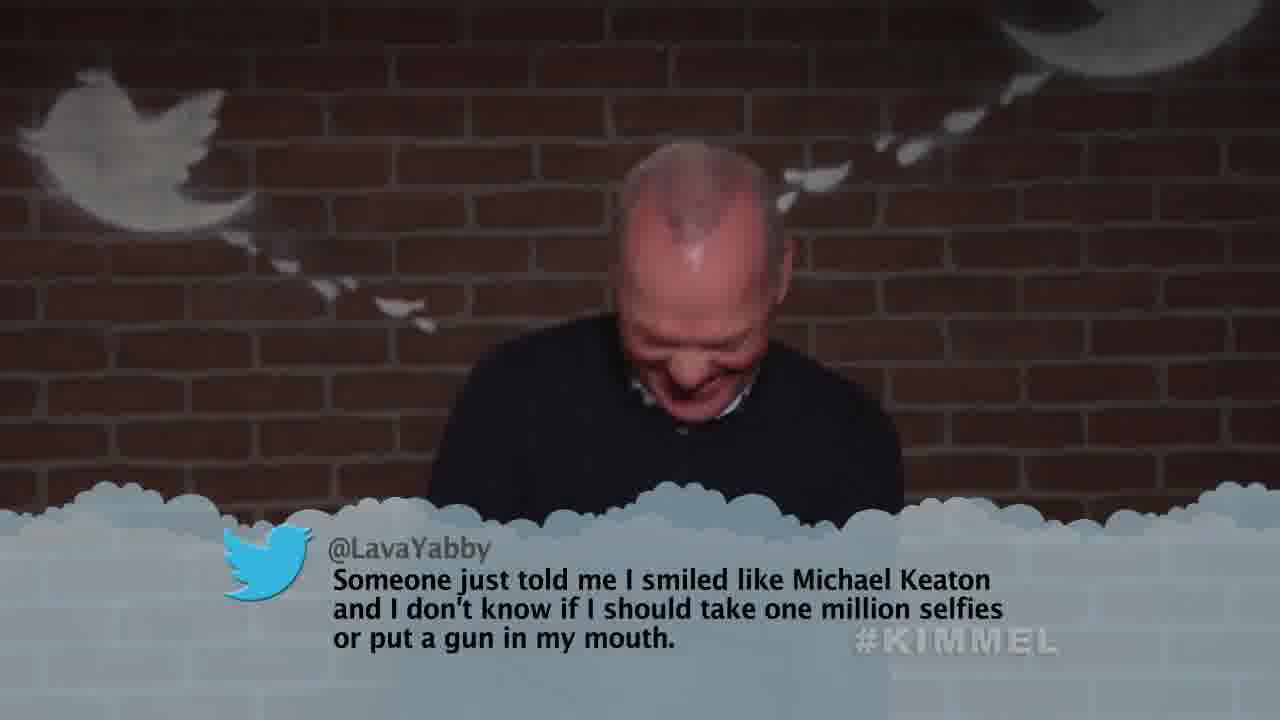 @LavaYabby
Someone just told me I smiled like Michael Keaton
and I don't know if I should take one million selfies
or put a gun in my mouth.
#KIMMEL